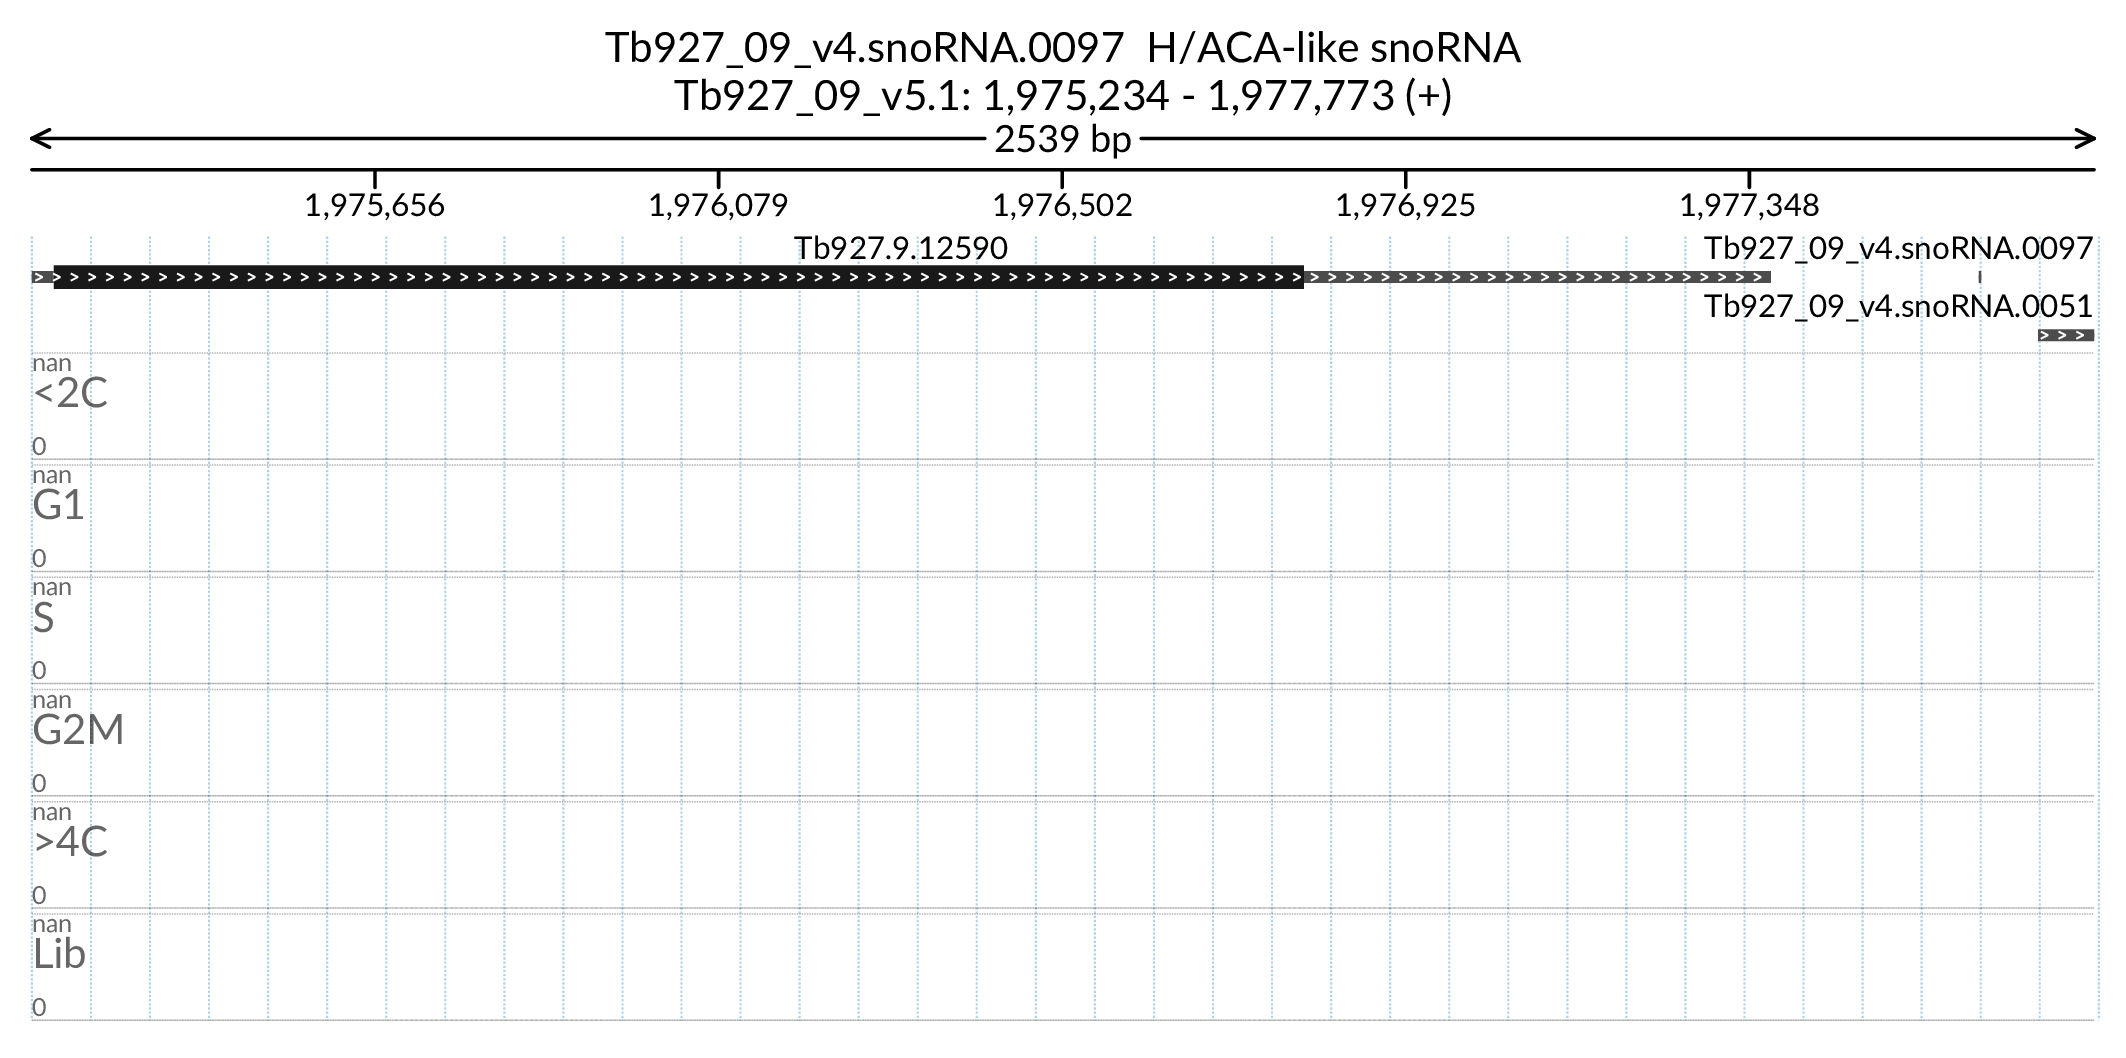 Tb927_09_v4.snoRNA.0097 H/ACA-like snoRNA
Tb927_09_v5.1: 1,975,234 - 1,977,773 (+)
2539 bp
1,975,656 1,976,079 1,976,502 1,976,925 1,977,348
Tb927.9.12590 Tb927_09_v4.snoRNA.0097
Tb927_09_v4.snoRNA.0051
nan
<2C
0
nan
G1
0
nan
S
0
nan
G2M
0
nan
>4C
0
nan
Lib
0